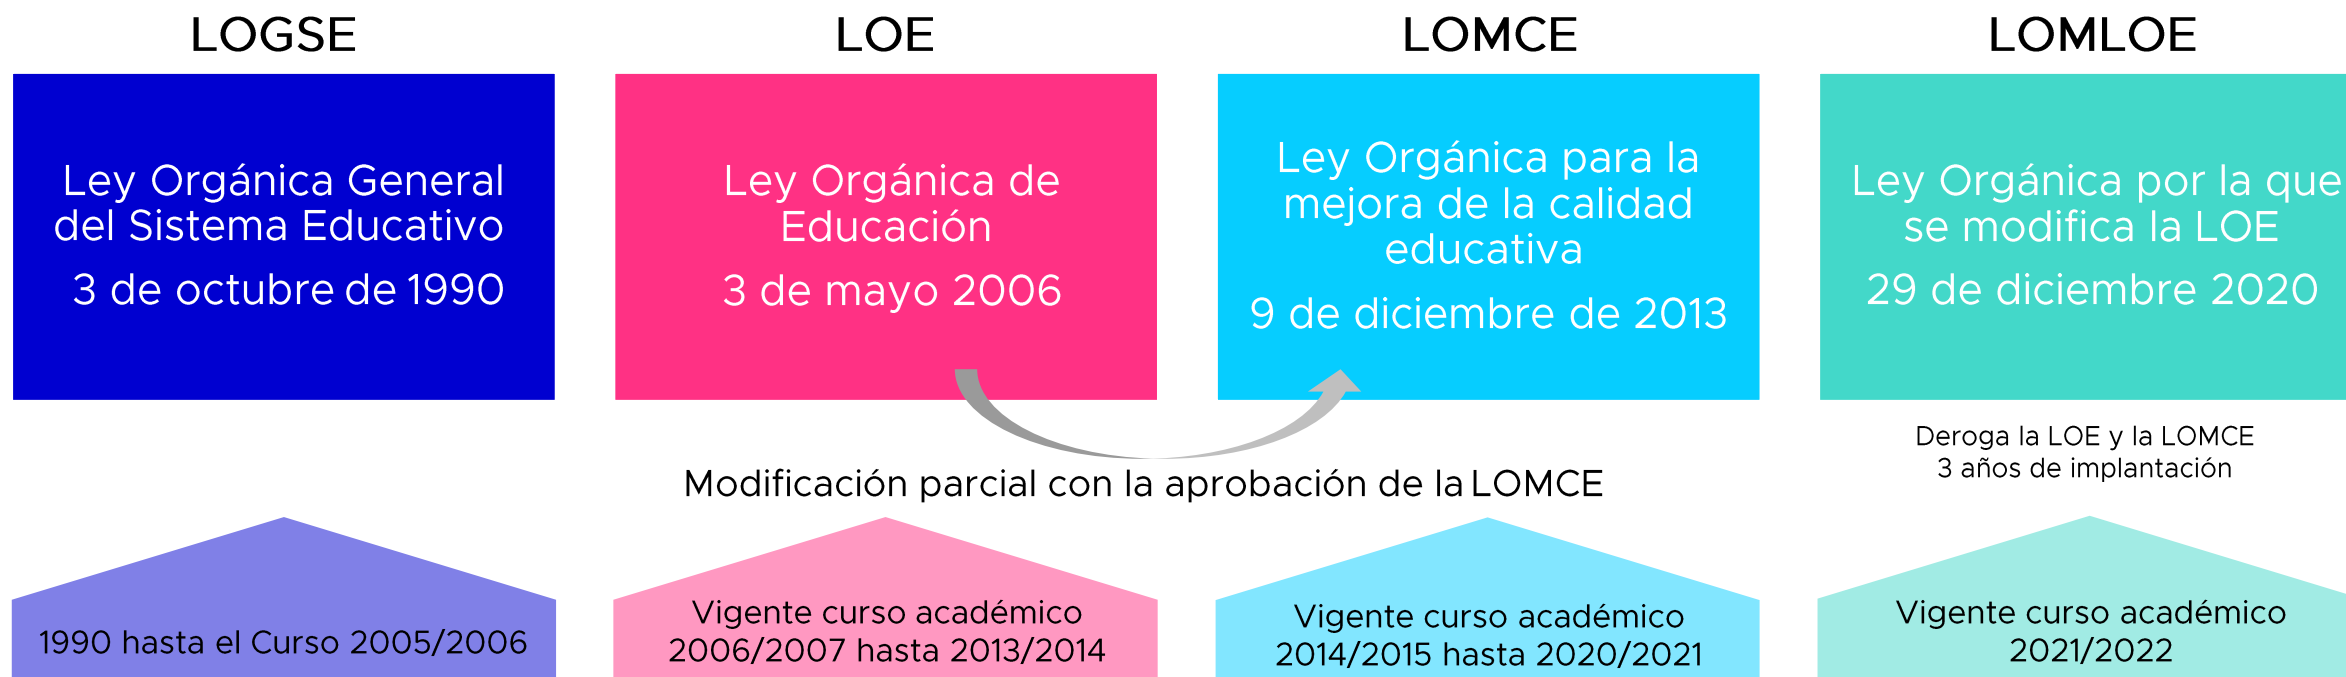 LOGSE
Ley Orgánica General
del Sistema Educativo
3 de octubre de 1990
1990 hasta el Curso 2005/2006
LOE
Ley Orgánica de
Educación
3 de mayo 2006
Modificación parcial con la aprobación de la LOMCE
Vigente curso académico
2006/2007 hasta 2013/2014
LOMCE
Ley Orgánica para la
mejora de la calidad
educativa
9 de diciembre de 2013
Vigente curso académico
2014/2015 hasta 2020/2021
LOMLOE
Ley Orgánica por la que
se modifica la LOE
29 de diciembre 2020
Deroga la LOE y la LOMCE
3 años de implantación
Vigente curso académico
2021/2022